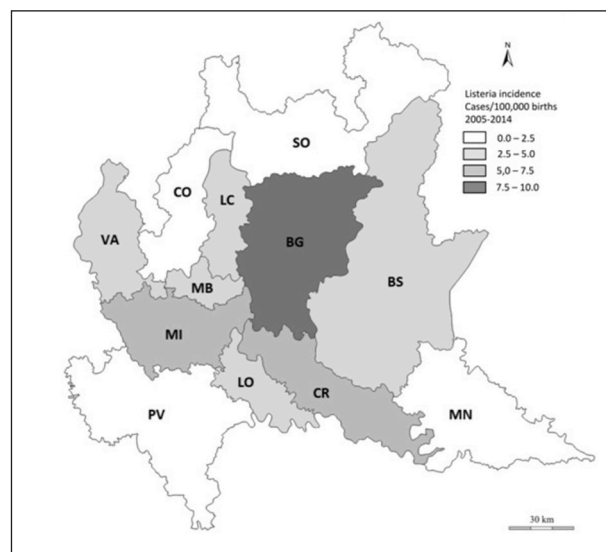 N
Listeria incidence
Cases/100,000 births
2005-2014
0.0 – 2.5
2.5 – 5.0
5,0 – 7.5
7.5 – 10.0
SO
CO
LC
VA
BG
MB
BS
MI
LO
CR
PV
MN
30 km